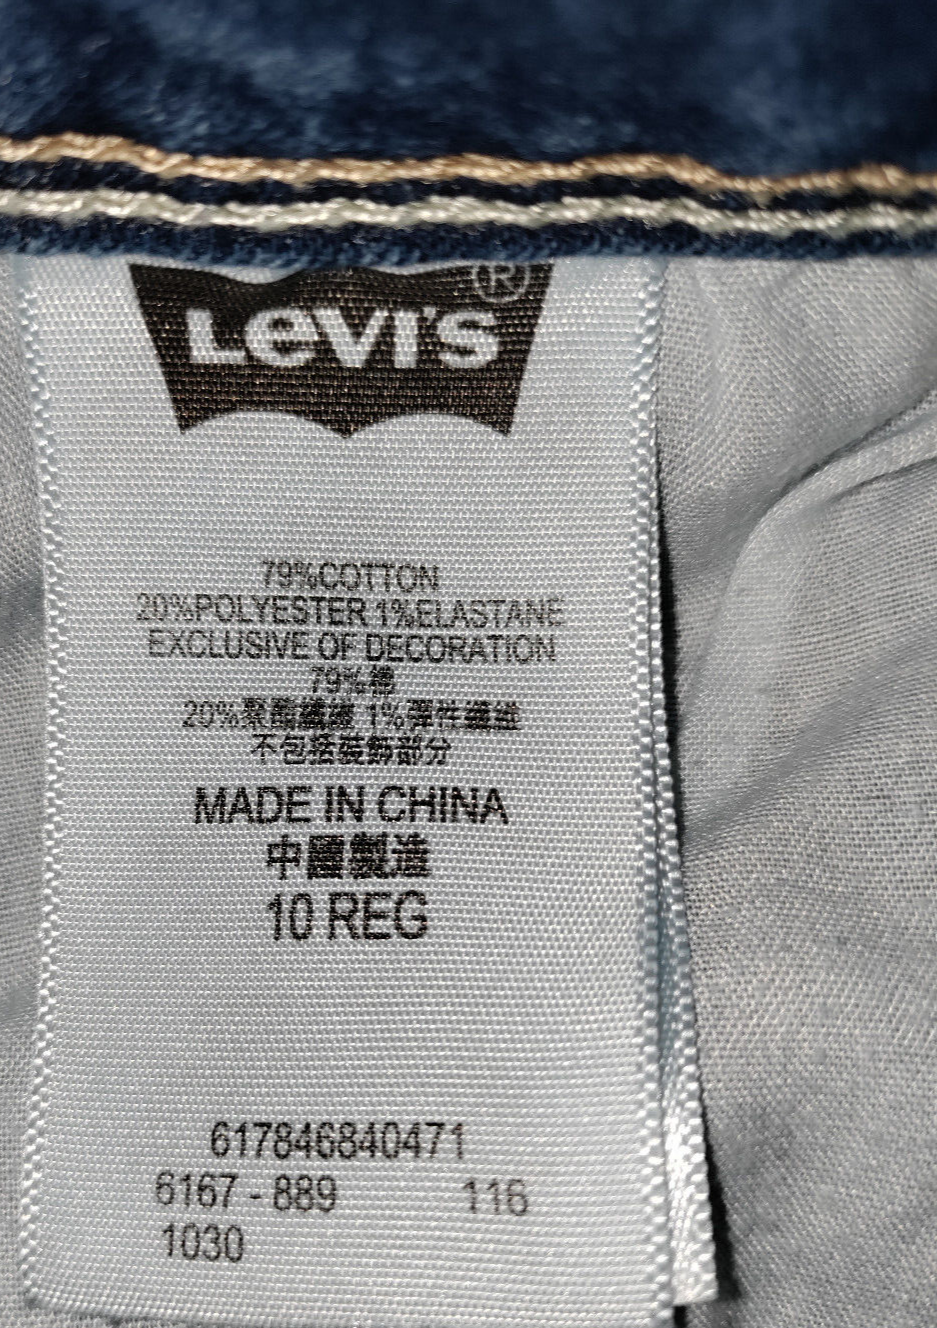 LEVI'S ®
79%COTTON
20%POLYESTER 1%ELASTANE
EXCLUSIVE OF DECORATION
79%棉
20%聚酯纖維 1%彈性纖維
不包括裝飾部分
MADE IN CHINA
中國製造
10 REG
617846840471
6167 - 889 116
1030